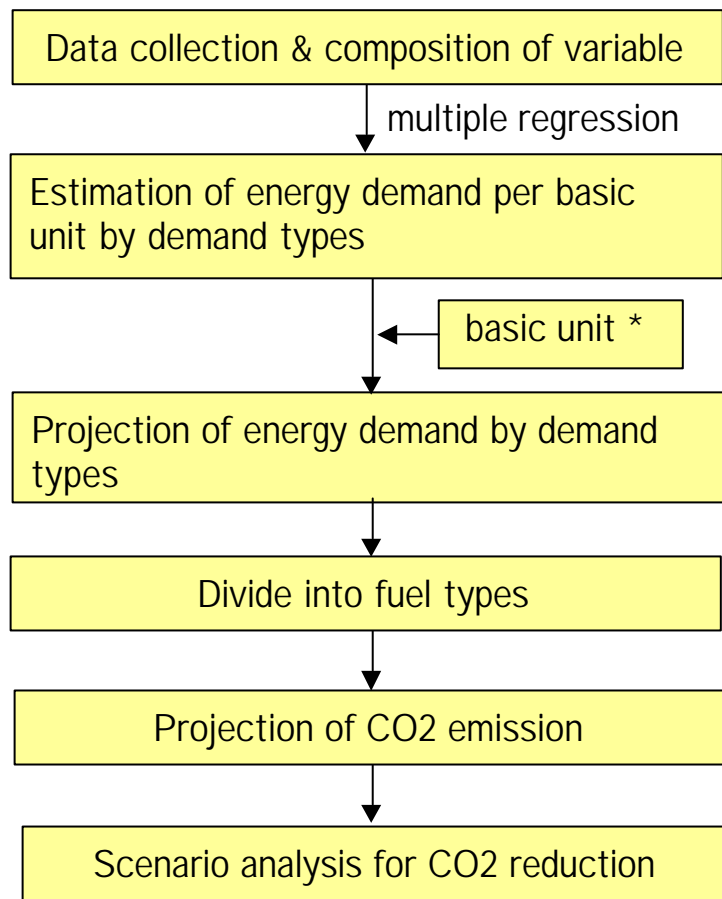 Data collection & composition of variable
multiple regression
Estimation of energy demand per basic
unit by demand types
basic unit *
Projection of energy demand by demand
types
Divide into fuel types
Projection of CO2 emission
Scenario analysis for CO2 reduction